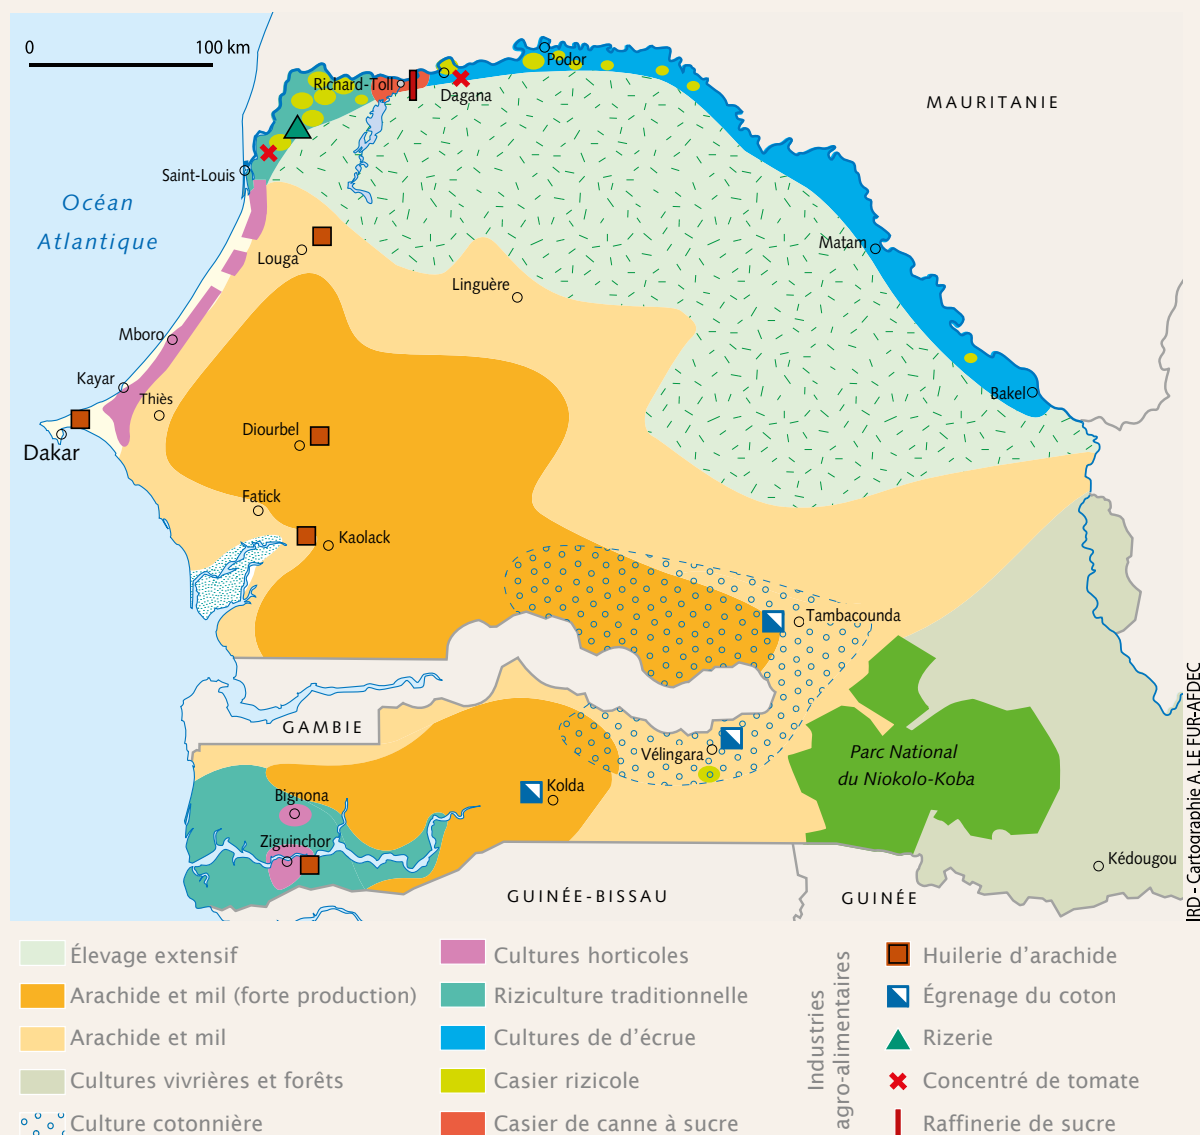 0 100 km
Podor
Richard-Toll
Dagana
MAURITANIE
Saint-Louis
Océan
Atlantique
Louga
Matam
Linguère
Mboro
Kayar
Thiès
Bakel
Dakar
Diourbel
Fatick
Kaolack
Tambacounda
GAMBIE
Vélingara
Parc National
du Niokolo-Koba
Kolda
Bignona
Ziguinchor
Kédougou
GUINÉE-BISSAU
GUINÉE
IRD - Cartographie A. LE FUR-AFDEC
Élevage extensif
Arachide et mil (forte production)
Arachide et mil
Cultures vivrières et forêts
Culture cotonnière
Cultures horticoles
Riziculture traditionnelle
Cultures de d’écrue
Casier rizicole
Casier de canne à sucre
Industries
agro-alimentaires
Huilerie d’arachide
Égrenage du coton
Rizerie
Concentré de tomate
Raffinerie de sucre